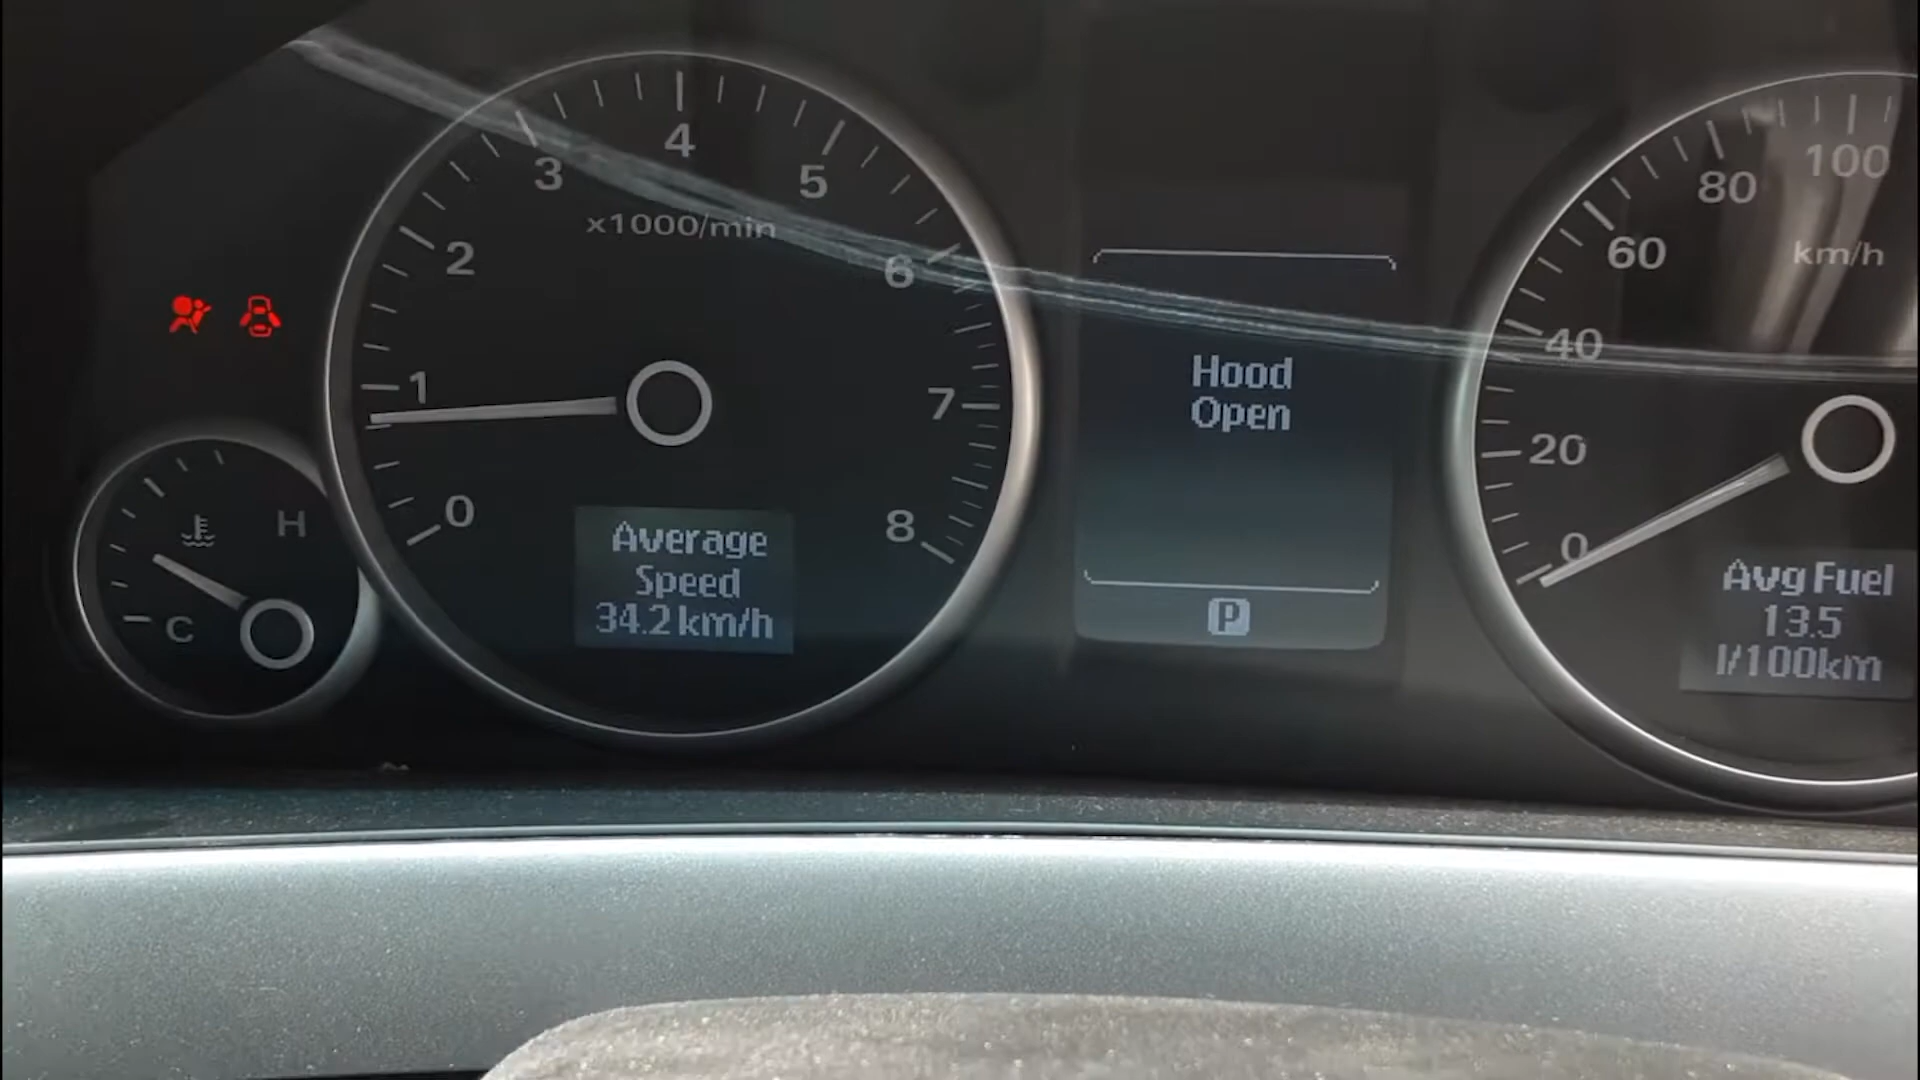 0
1
2
3
4
5
6
7
8
x1000/min
H
C
Average
Speed
34.2 km/h
Hood
Open
P
0
20
40
60
80
100
km/h
Avg Fuel
13.5
l/100km